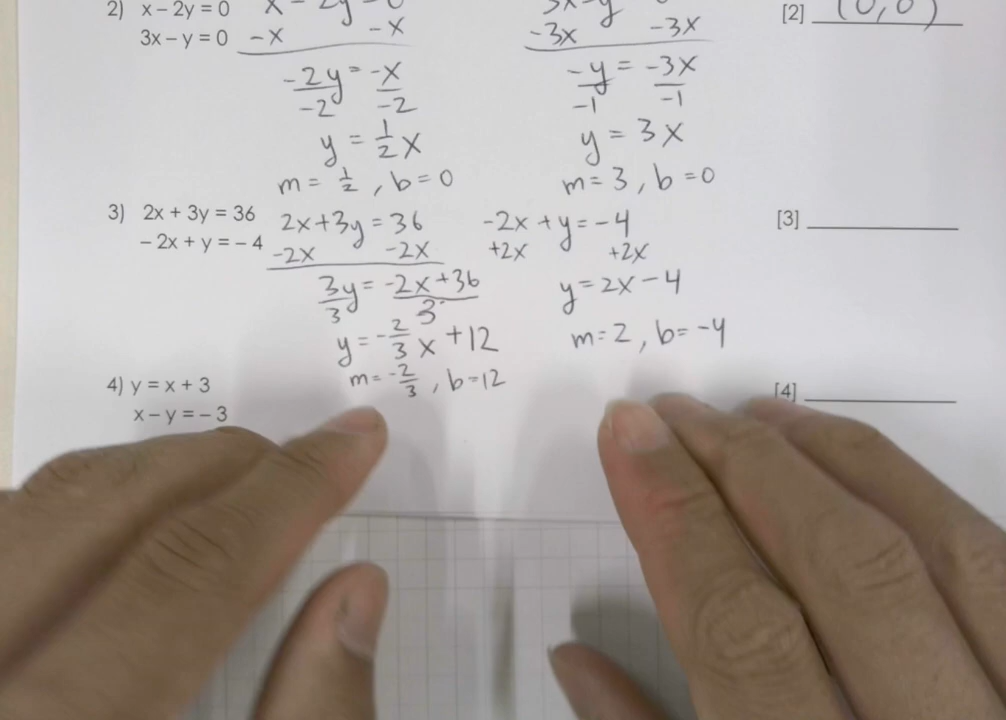 2) x – 2y = 0
3x – y = 0
x – 2y = 0
-x -x
-2y = -x
-2 -2
y = 1/2 x
m = 1/2 , b = 0
3x - y
-3x -3x
-y = -3x
-1 -1
y = 3x
m = 3 , b = 0
[2] (0,0)
3) 2x + 3y = 36
– 2x + y = – 4
2x + 3y = 36
-2x -2x
3y = -2x + 36
3 3
y = -2/3 x + 12
m = -2/3 , b = 12
-2x + y = -4
+2x +2x
y = 2x - 4
m = 2 , b = -4
[3]
4) y = x + 3
x – y = – 3
[4]